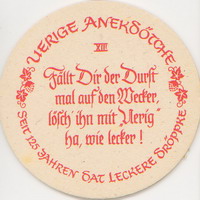 UERIGE ANEKDÖTCHE
XIII
Fällt Dir der Durst
mal auf den Wecker,
lösch' ihn mit Uerig'
ha, wie lecker!
SEIT 125 JAHREN DAT LECKERE DRÖPPKE